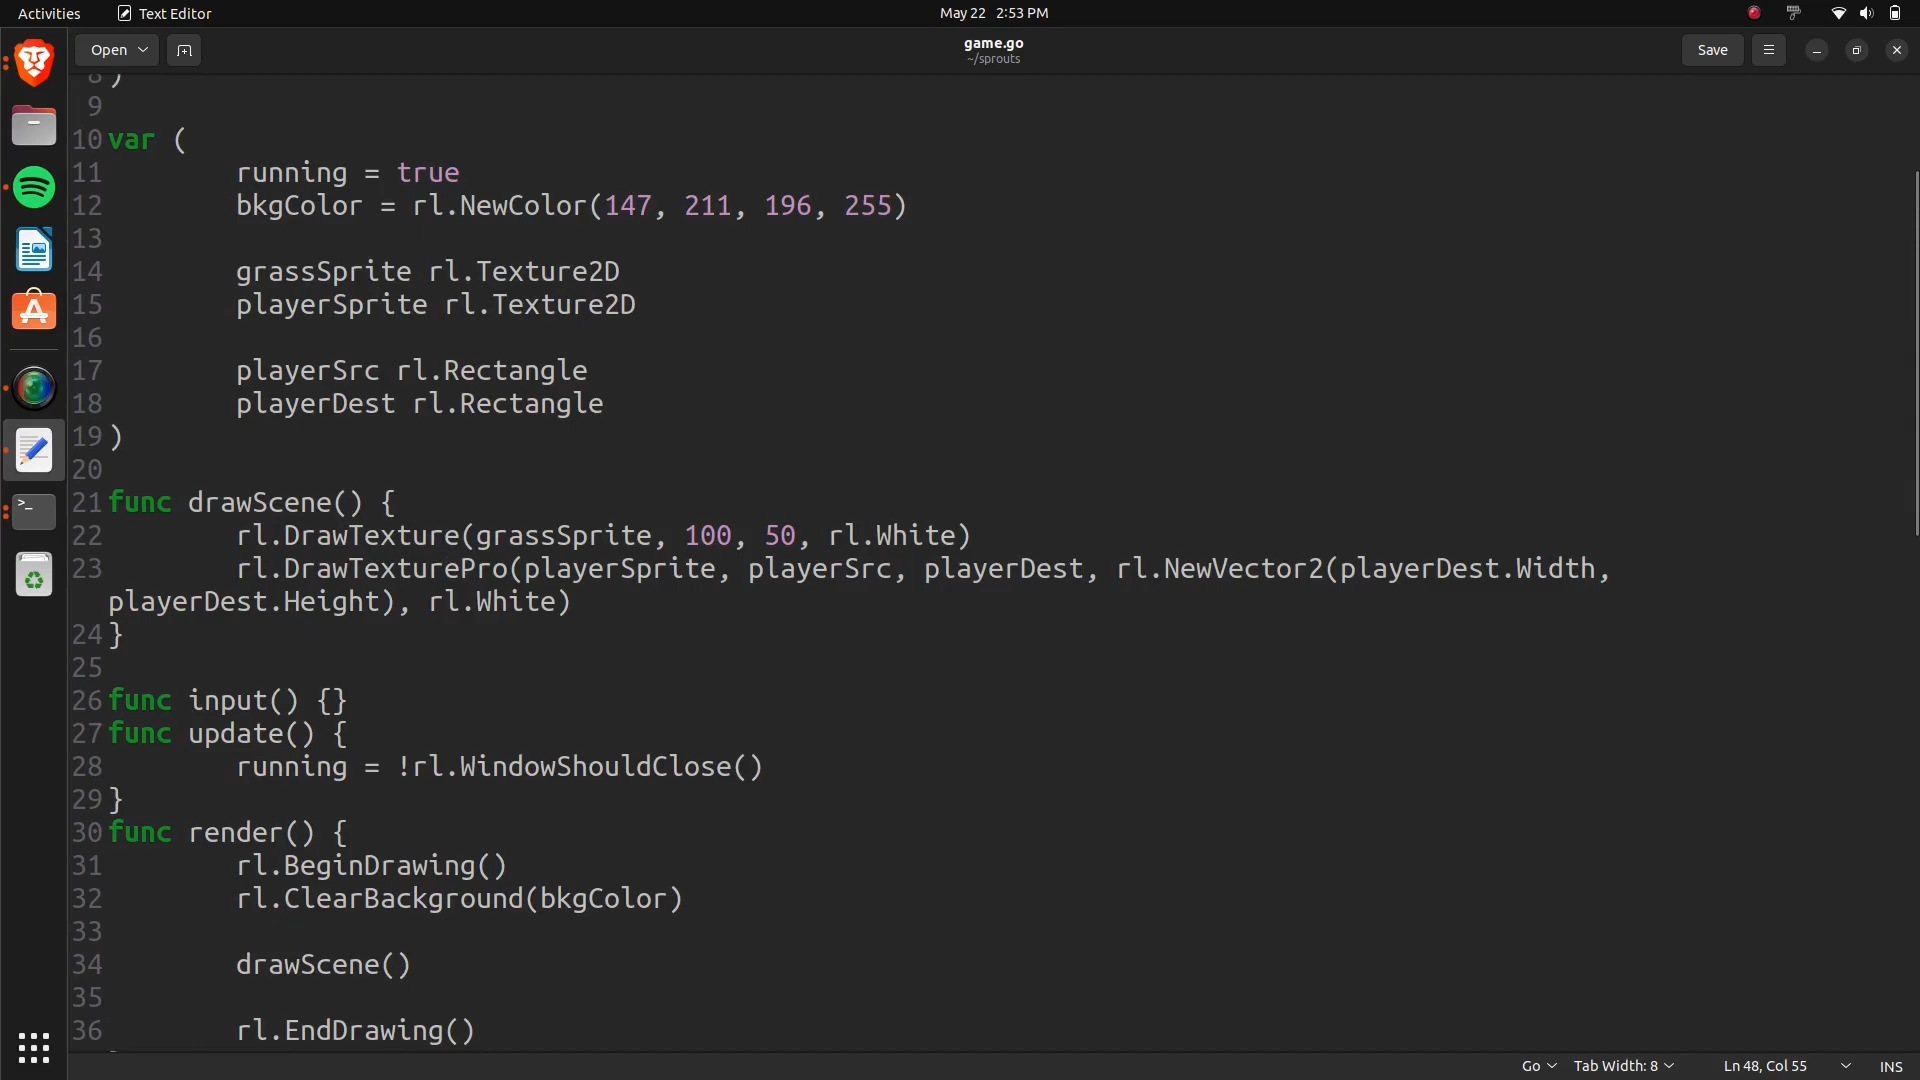 Activities
Text Editor
May 22 2:53 PM
Open
game.go
~/sprouts
Save
8 )
9
10 var (
11 running = true
12 bkgColor = rl.NewColor(147, 211, 196, 255)
13
14 grassSprite rl.Texture2D
15 playerSprite rl.Texture2D
16
17 playerSrc rl.Rectangle
18 playerDest rl.Rectangle
19 )
20
21 func drawScene() {
22 rl.DrawTexture(grassSprite, 100, 50, rl.White)
23 rl.DrawTexturePro(playerSprite, playerSrc, playerDest, rl.NewVector2(playerDest.Width,
playerDest.Height), rl.White)
24 }
25
26 func input() {}
27 func update() {
28 running = !rl.WindowShouldClose()
29 }
30 func render() {
31 rl.BeginDrawing()
32 rl.ClearBackground(bkgColor)
33
34 drawScene()
35
36 rl.EndDrawing()
Go
Tab Width: 8
Ln 48, Col 55
INS